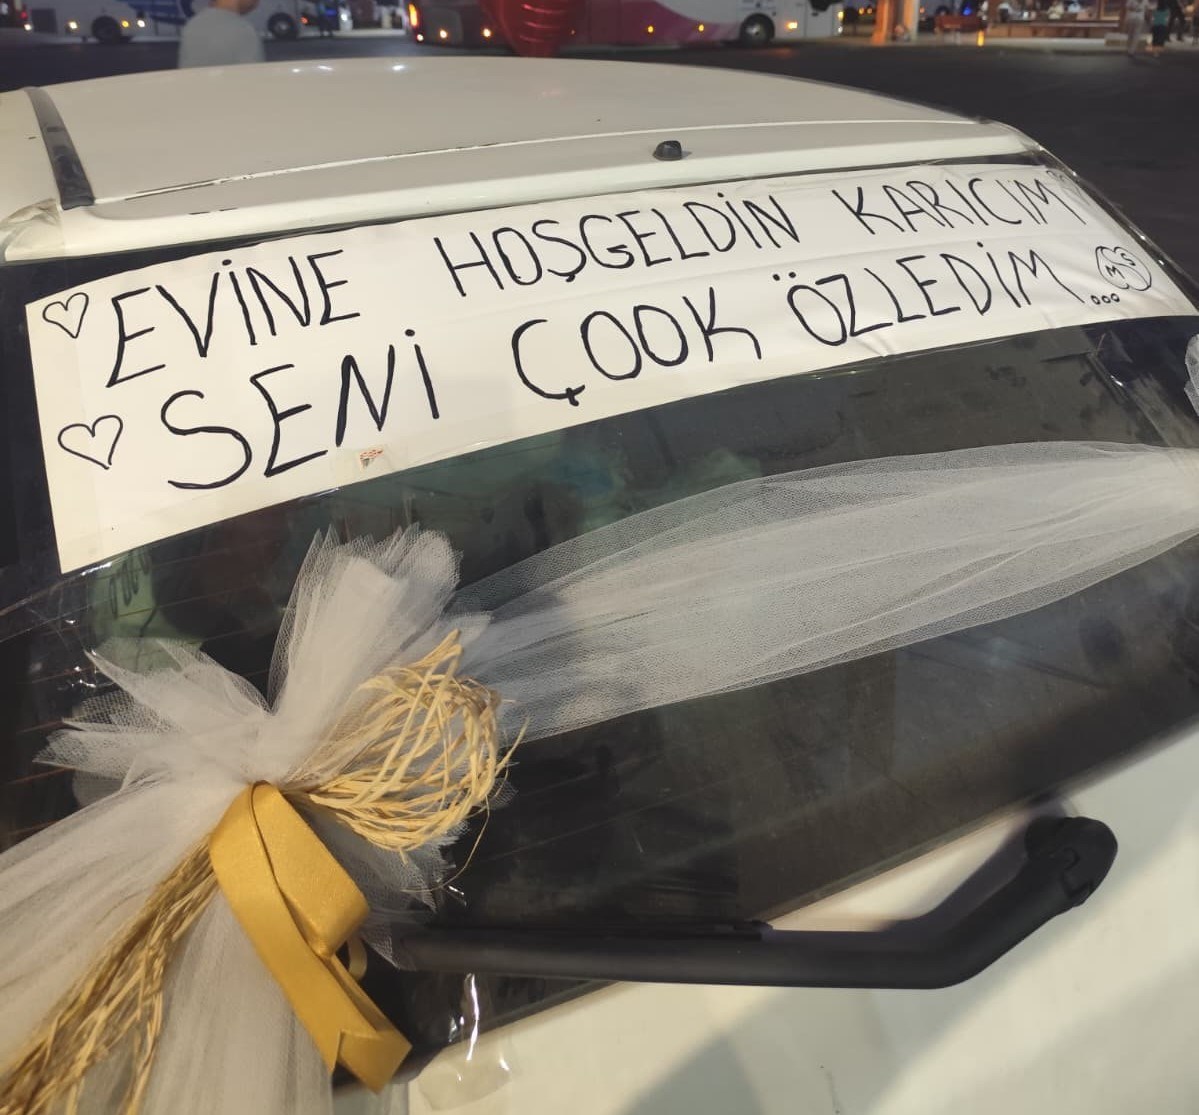 EVİNE HOŞGELDİN KARICIM
SENİ ÇOOK ÖZLEDİM...
M S